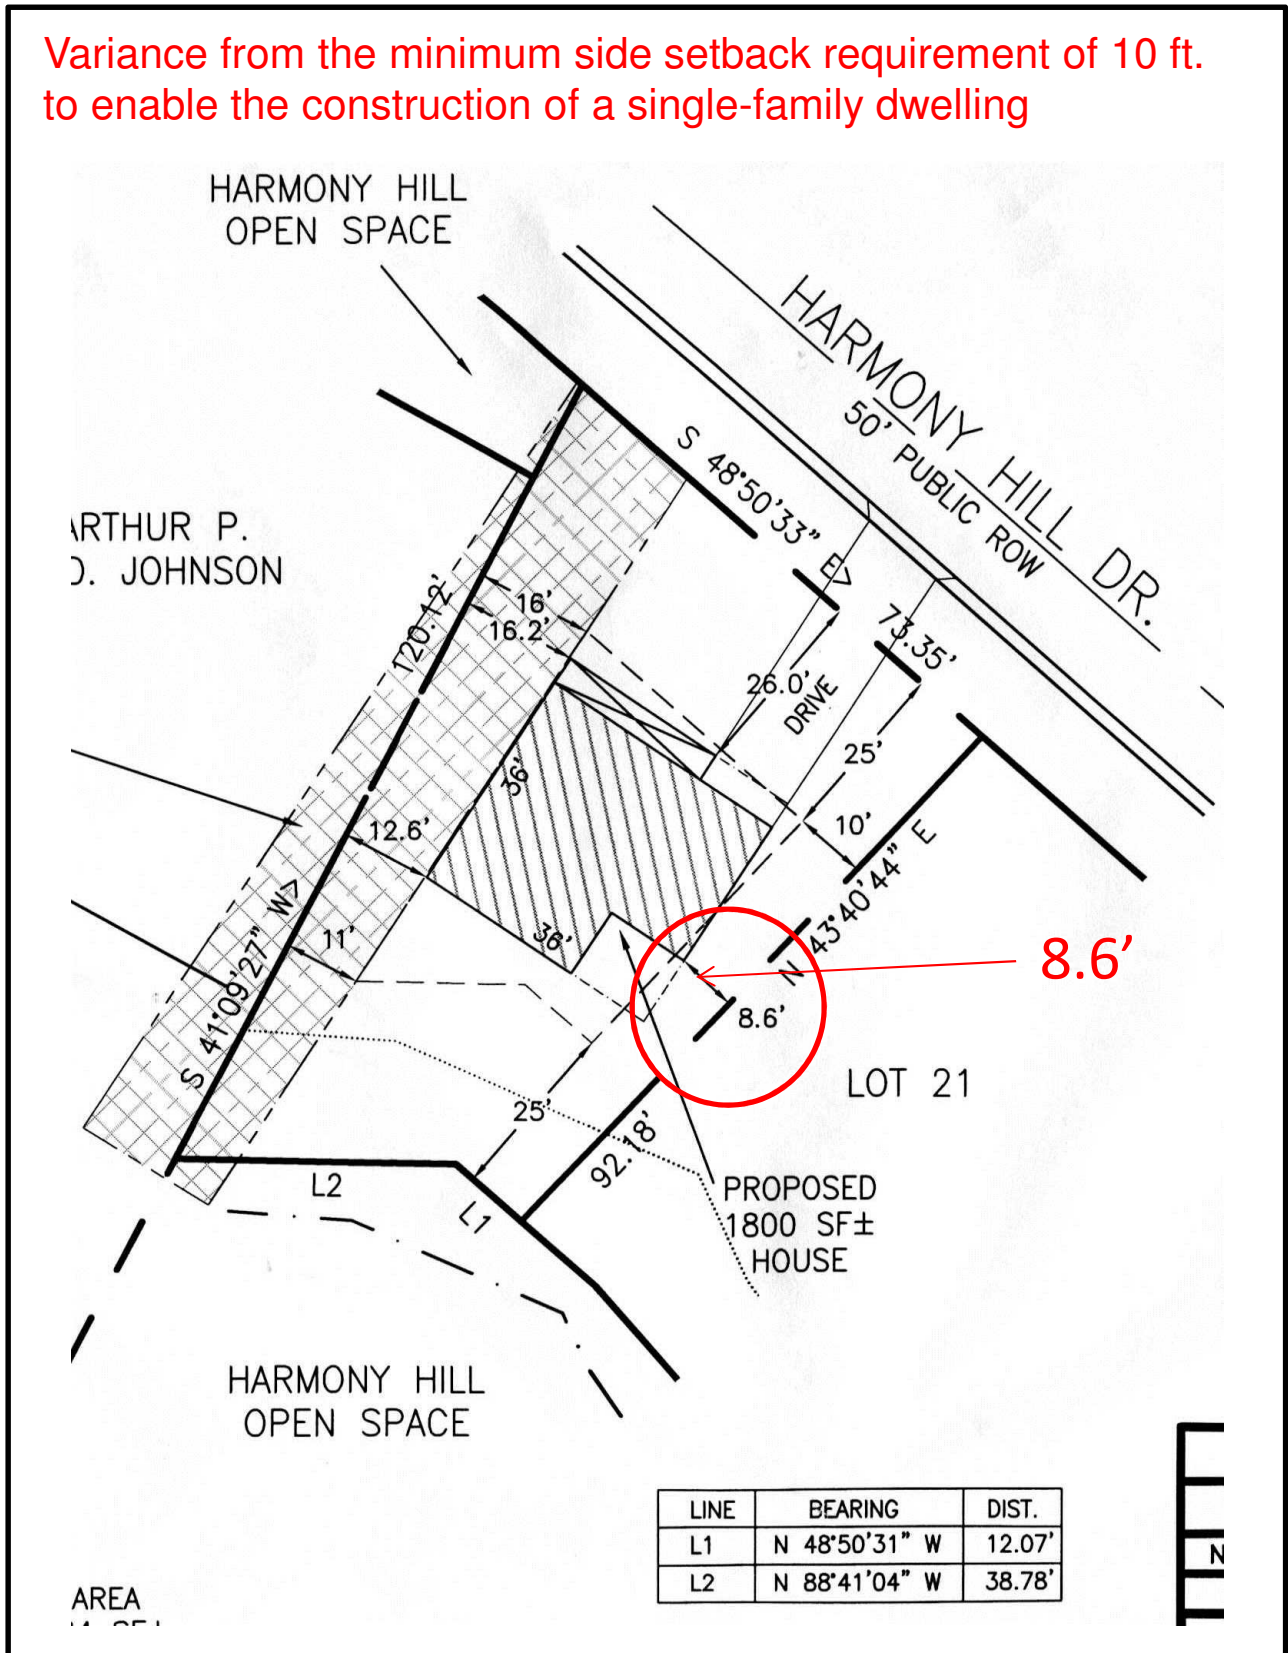 Variance from the minimum side setback requirement of 10 ft.
to enable the construction of a single-family dwelling
HARMONY HILL
OPEN SPACE
HARMONY HILL DR.
50' PUBLIC ROW
S 48°50'33" E>
73.35'
ARTHUR P.
O. JOHNSON
120.12'
16'
16.2'
26.0'
DRIVE
25'
10'
36'
12.6'
N 43°40'44" E
36'
11'
8.6'
8.6'
S 41°09'27" W>
LOT 21
25'
92.18'
L2
L1
PROPOSED
1800 SF±
HOUSE
HARMONY HILL
OPEN SPACE
LINE BEARING DIST.
L1 N 48°50'31" W 12.07'
L2 N 88°41'04" W 38.78'
N
AREA